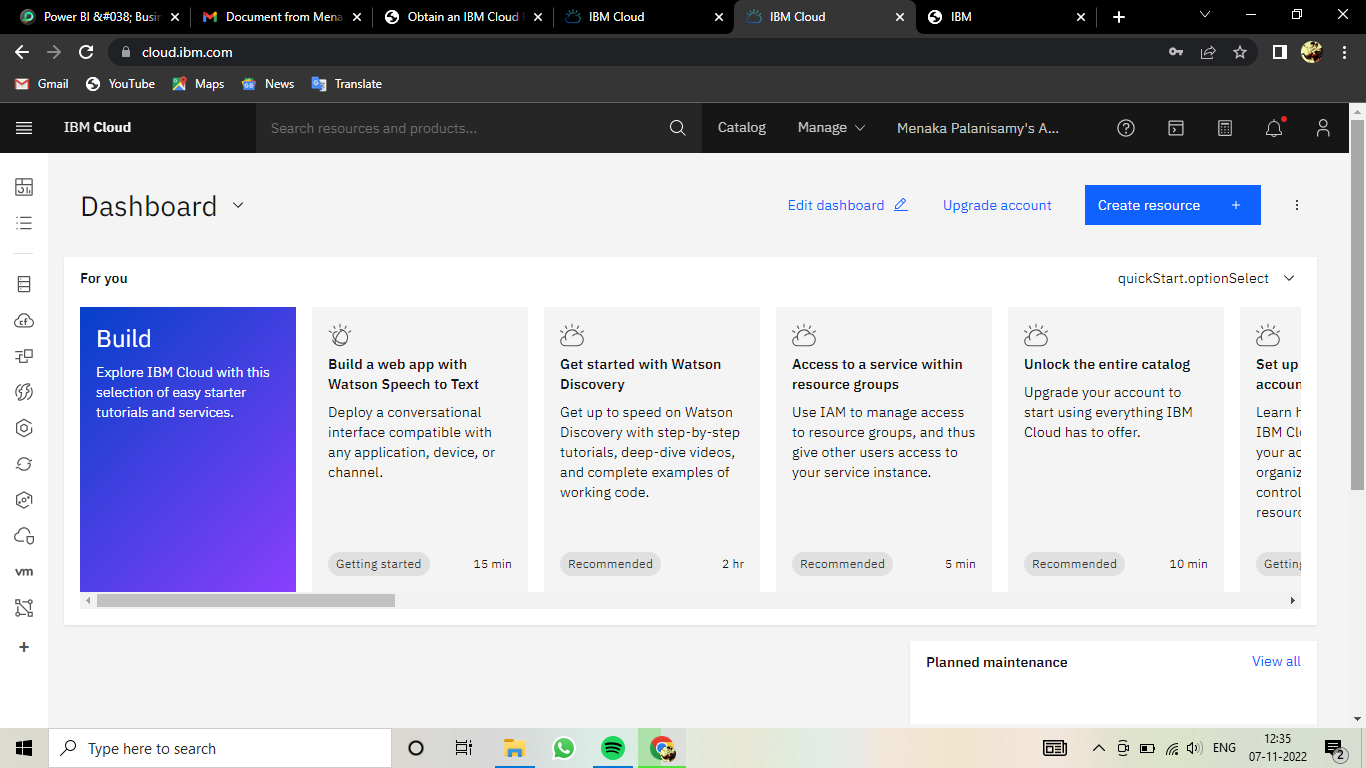 Power BI &#038; Busin
Document from Mena
Obtain an IBM Cloud
IBM Cloud
IBM Cloud
IBM
cloud.ibm.com
Gmail
YouTube
Maps
News
Translate
IBM Cloud
Search resources and products...
Catalog
Manage
Menaka Palanisamy's A...
Dashboard
Edit dashboard
Upgrade account
Create resource +
For you
quickStart.optionSelect
Build
Explore IBM Cloud with this
selection of easy starter
tutorials and services.
Build a web app with
Watson Speech to Text
Deploy a conversational
interface compatible with
any application, device, or
channel.
Getting started
15 min
Get started with Watson
Discovery
Get up to speed on Watson
Discovery with step-by-step
tutorials, deep-dive videos,
and complete examples of
working code.
Recommended
2 hr
Access to a service within
resource groups
Use IAM to manage access
to resource groups, and thus
give other users access to
your service instance.
Recommended
5 min
Unlock the entire catalog
Upgrade your account to
start using everything IBM
Cloud has to offer.
Recommended
10 min
Set up
accoun
Learn h
IBM Cl
your ac
organiz
control
resourc
Getting
vm
Planned maintenance
View all
Type here to search
ENG
12:35
07-11-2022
2